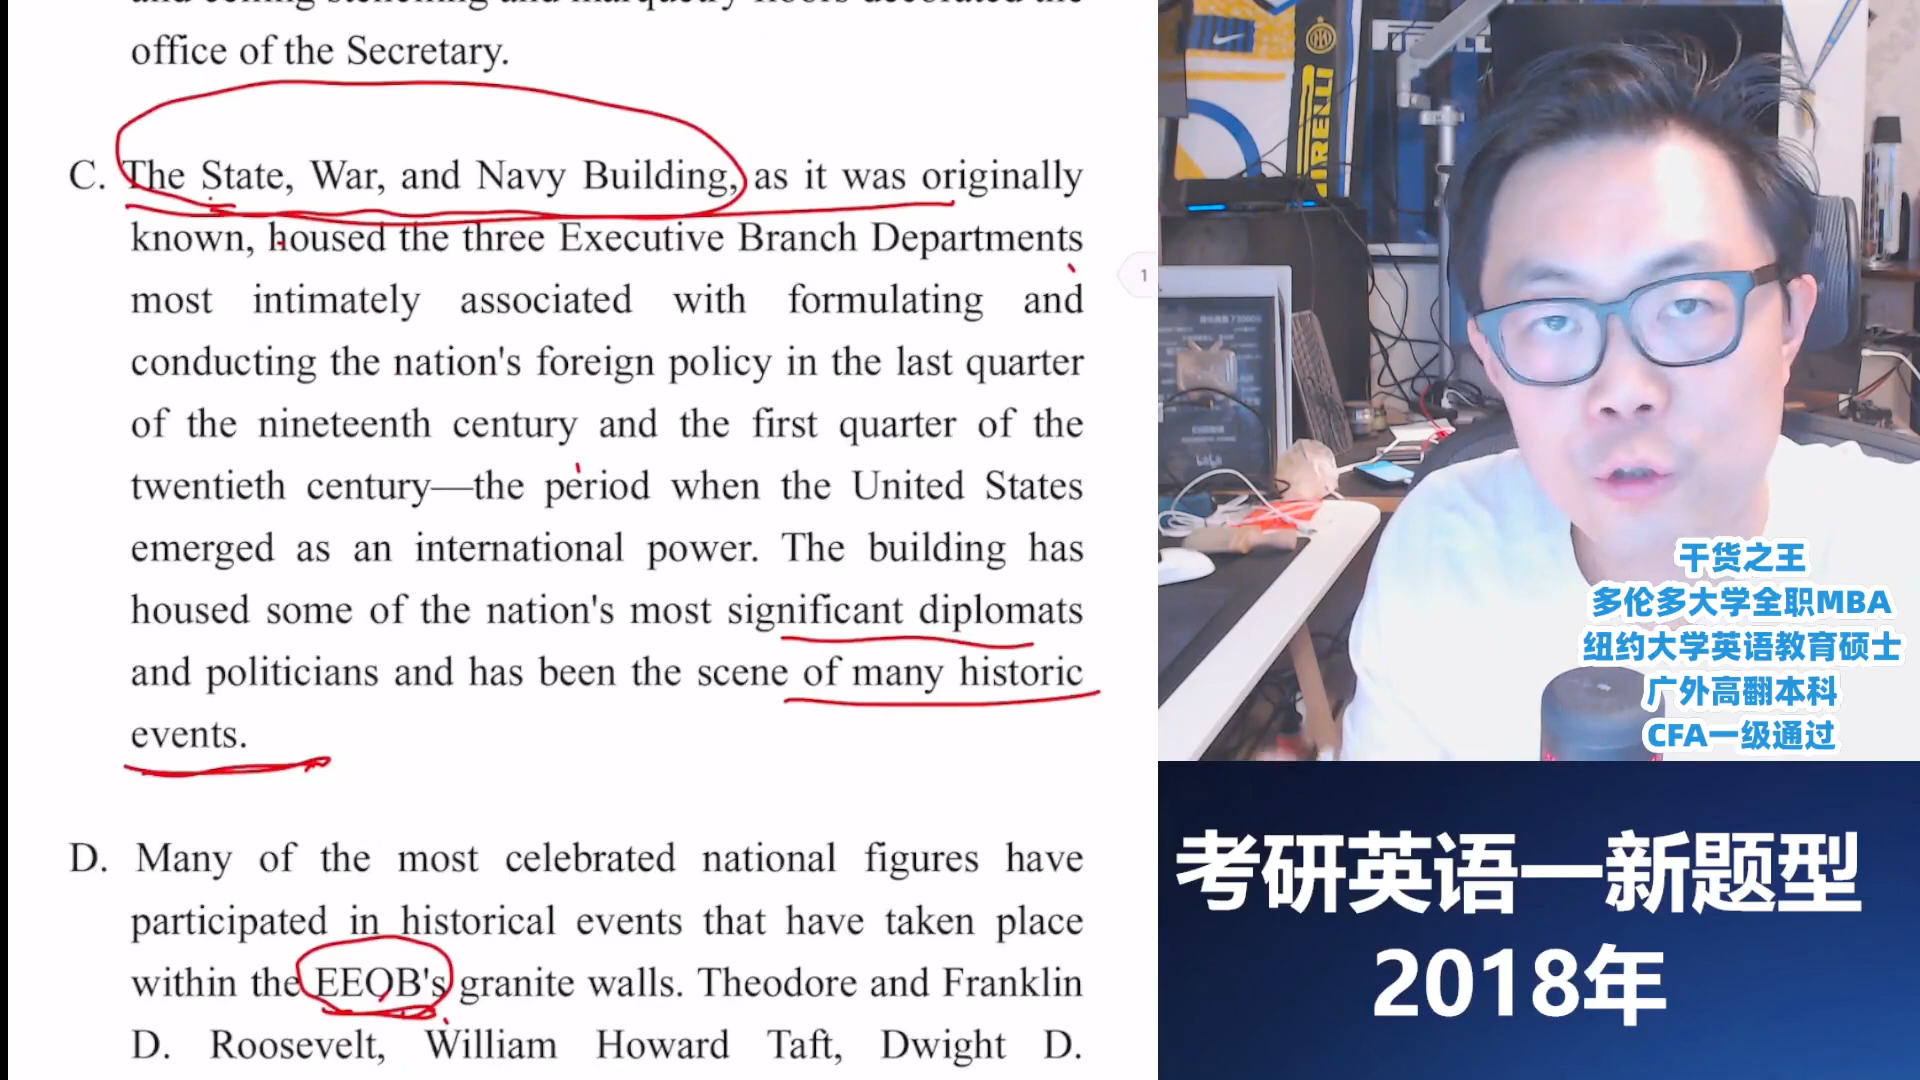 office of the Secretary.
C. The State, War, and Navy Building, as it was originally
known, housed the three Executive Branch Departments
most intimately associated with formulating and
conducting the nation's foreign policy in the last quarter
of the nineteenth century and the first quarter of the
twentieth century—the period when the United States
emerged as an international power. The building has
housed some of the nation's most significant diplomats
and politicians and has been the scene of many historic
events.
D. Many of the most celebrated national figures have
participated in historical events that have taken place
within the EEOB's granite walls. Theodore and Franklin
D. Roosevelt, William Howard Taft, Dwight D.
1
PIRELLI
干货之王
多伦多大学全职MBA
纽约大学英语教育硕士
广外高翻本科
CFA一级通过
考研英语一新题型
2018年